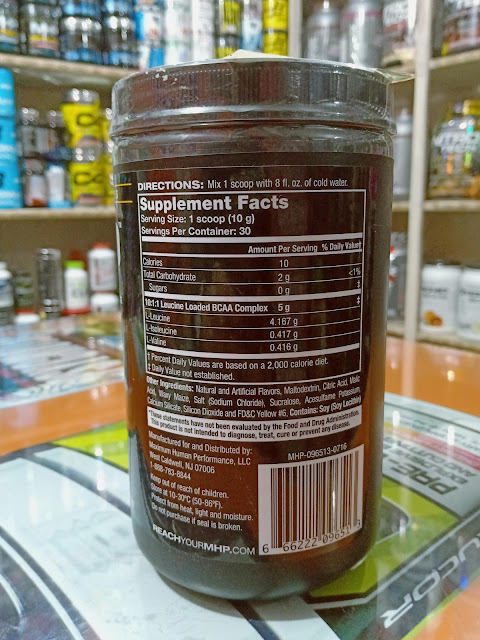 DIRECTIONS: Mix 1 scoop with 8 fl. oz. of cold water.
Supplement Facts
Serving Size: 1 scoop (10 g)
Servings Per Container: 30
Amount Per Serving % Daily Value†
Calories 10
Total Carbohydrate 2 g <1%
Sugars 0 g ‡
10:1:1 Leucine Loaded BCAA Complex 5 g ‡
L-Leucine 4.167 g
L-Isoleucine 0.417 g
L-Valine 0.416 g
† Percent Daily Values are based on a 2,000 calorie diet.
‡ Daily Value not established.
Other Ingredients: Natural and Artificial Flavors, Maltodextrin, Citric Acid, Malic
Acid, Waxy Maize, Salt (Sodium Chloride), Sucralose, Acesulfame Potassium,
Calcium Silicate, Silicon Dioxide and FD&C Yellow #6. Contains: Soy (Soy Lecithin)
*These statements have not been evaluated by the Food and Drug Administration.
This product is not intended to diagnose, treat, cure or prevent any disease.
Manufactured for and Distributed by:
Maximum Human Performance, LLC
West Caldwell, NJ 07006
1-888-783-8844
Keep out of reach of children.
Store at 10-30ºC (50-86ºF).
Protect from heat, light and moisture.
Do not purchase if seal is broken.
REACHYOURMHP.COM
MHP-096513-0716
6 66222 09651 3